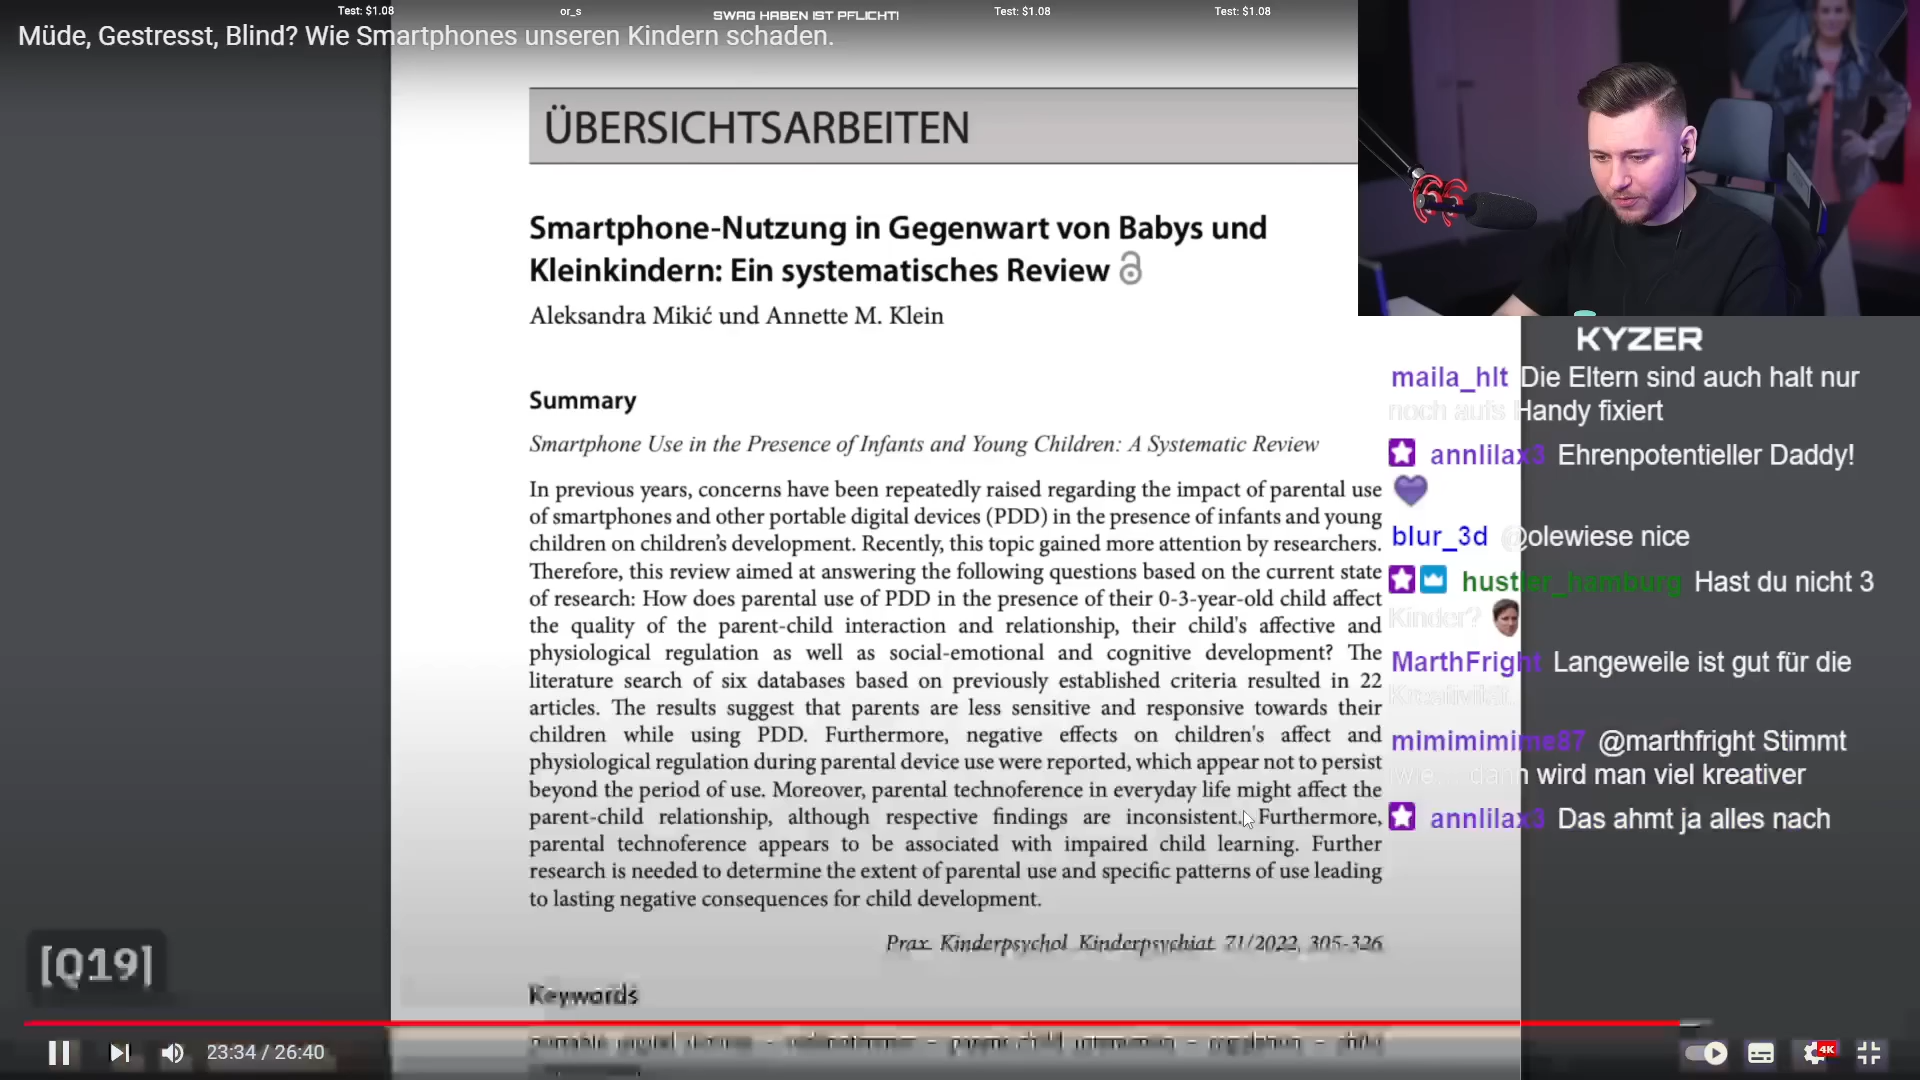 Test: $1.08
or_s
SWAG HABEN IST PFLICHT!
Test: $1.08
Test: $1.08
Müde, Gestresst, Blind? Wie Smartphones unseren Kindern schaden.
ÜBERSICHTSARBEITEN
Smartphone-Nutzung in Gegenwart von Babys und
Kleinkindern: Ein systematisches Review
Aleksandra Mikić und Annette M. Klein
Summary
Smartphone Use in the Presence of Infants and Young Children: A Systematic Review
In previous years, concerns have been repeatedly raised regarding the impact of parental use
of smartphones and other portable digital devices (PDD) in the presence of infants and young
children on children's development. Recently, this topic gained more attention by researchers.
Therefore, this review aimed at answering the following questions based on the current state
of research: How does parental use of PDD in the presence of their 0-3-year-old child affect
the quality of the parent-child interaction and relationship, their child's affective and
physiological regulation as well as social-emotional and cognitive development? The
literature search of six databases based on previously established criteria resulted in 22
articles. The results suggest that parents are less sensitive and responsive towards their
children while using PDD. Furthermore, negative effects on children's affect and
physiological regulation during parental device use were reported, which appear not to persist
beyond the period of use. Moreover, parental technoference in everyday life might affect the
parent-child relationship, although respective findings are inconsistent. Furthermore,
parental technoference appears to be associated with impaired child learning. Further
research is needed to determine the extent of parental use and specific patterns of use leading
to lasting negative consequences for child development.
Prax. Kinderpsychol. Kinderpsychiat. 71/2022, 305-326
Keywords
KYZER
maila_hlt Die Eltern sind auch halt nur
noch aufs Handy fixiert
annlilax3 Ehrenpotentieller Daddy!
blur_3d @olewiese nice
hustler_hamburg Hast du nicht 3
Kinder?
MarthFright Langeweile ist gut für die
Kreativität
mimimimime87 @marthfright Stimmt
dann wird man viel kreativer
annlilax3 Das ahmt ja alles nach
[Q19]
23:34 / 26:40
4K